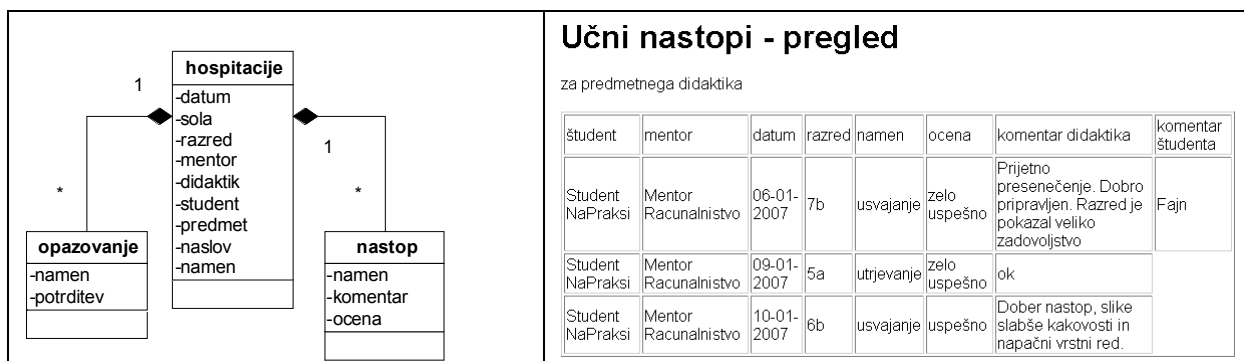 hospitacije
-datum
-sola
-razred
-mentor
-didaktik
-student
-predmet
-naslov
-namen
1
1
*
*
opazovanje
-namen
-potrditev
nastop
-namen
-komentar
-ocena
Učni nastopi - pregled
za predmetnega didaktika
študent mentor datum razred namen ocena komentar didaktika komentar
študenta
Student
NaPraksi
Mentor
Racunalnistvo
06-01-
2007
7b
usvajanje
zelo
uspešno
Prijetno
presenečenje. Dobro
pripravljen. Razred je
pokazal veliko
zadovoljstvo
Fajn
Student
NaPraksi
Mentor
Racunalnistvo
09-01-
2007
5a
utrjevanje
zelo
uspešno
ok
Student
NaPraksi
Mentor
Racunalnistvo
10-01-
2007
6b
usvajanje
uspešno
Dober nastop, slike
slabše kakovosti in
napačni vrstni red.